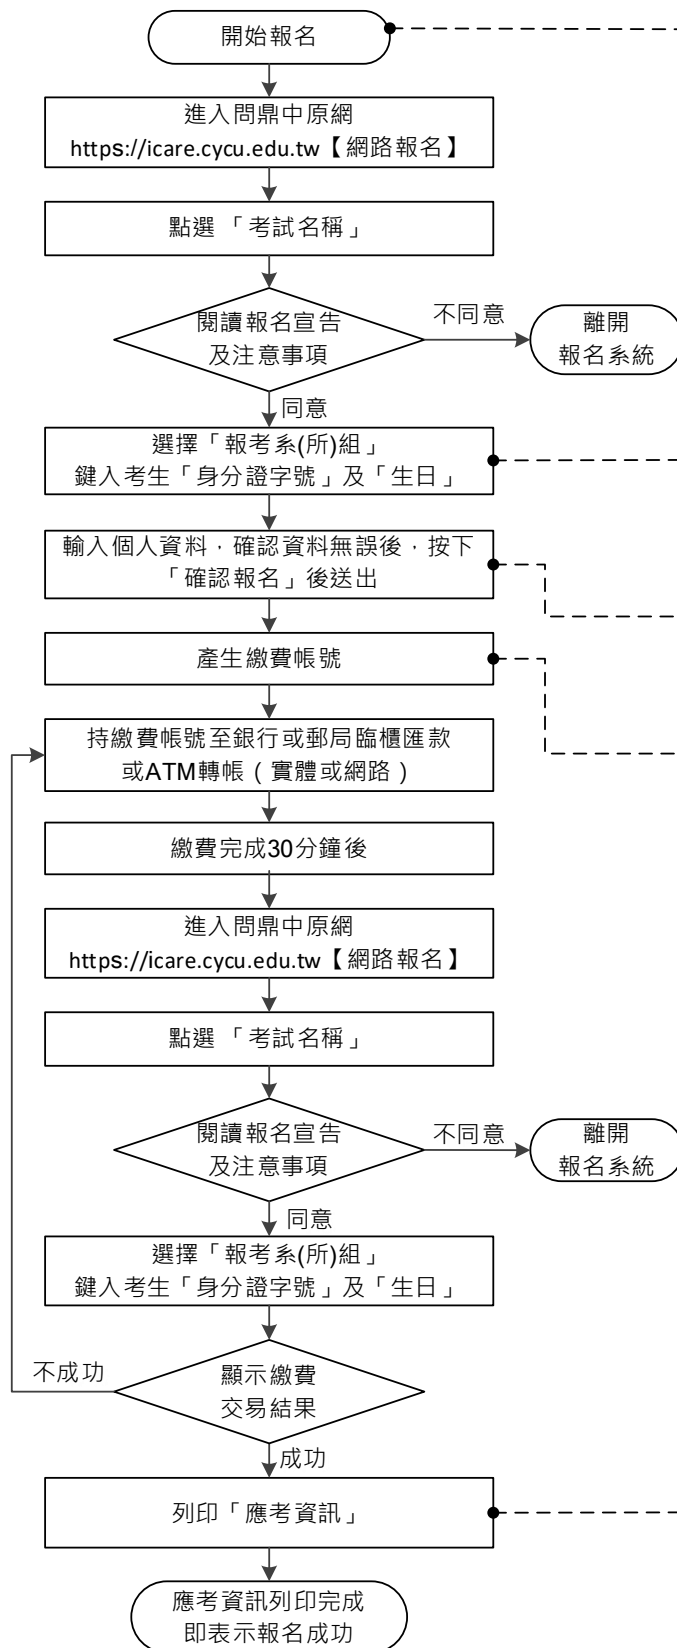 開始報名
進入問鼎中原網
https://icare.cycu.edu.tw【網路報名】
點選「考試名稱」
閱讀報名宣告
及注意事項
不同意
離開
報名系統
同意
選擇「報考系(所)組」
鍵入考生「身分證字號」及「生日」
輸入個人資料，確認資料無誤後，按下
「確認報名」後送出
產生繳費帳號
持繳費帳號至銀行或郵局臨櫃匯款
或ATM轉帳（實體或網路）
繳費完成30分鐘後
進入問鼎中原網
https://icare.cycu.edu.tw【網路報名】
點選「考試名稱」
閱讀報名宣告
及注意事項
不同意
離開
報名系統
同意
選擇「報考系(所)組」
鍵入考生「身分證字號」及「生日」
顯示繳費
交易結果
不成功
成功
列印「應考資訊」
應考資訊列印完成
即表示報名成功